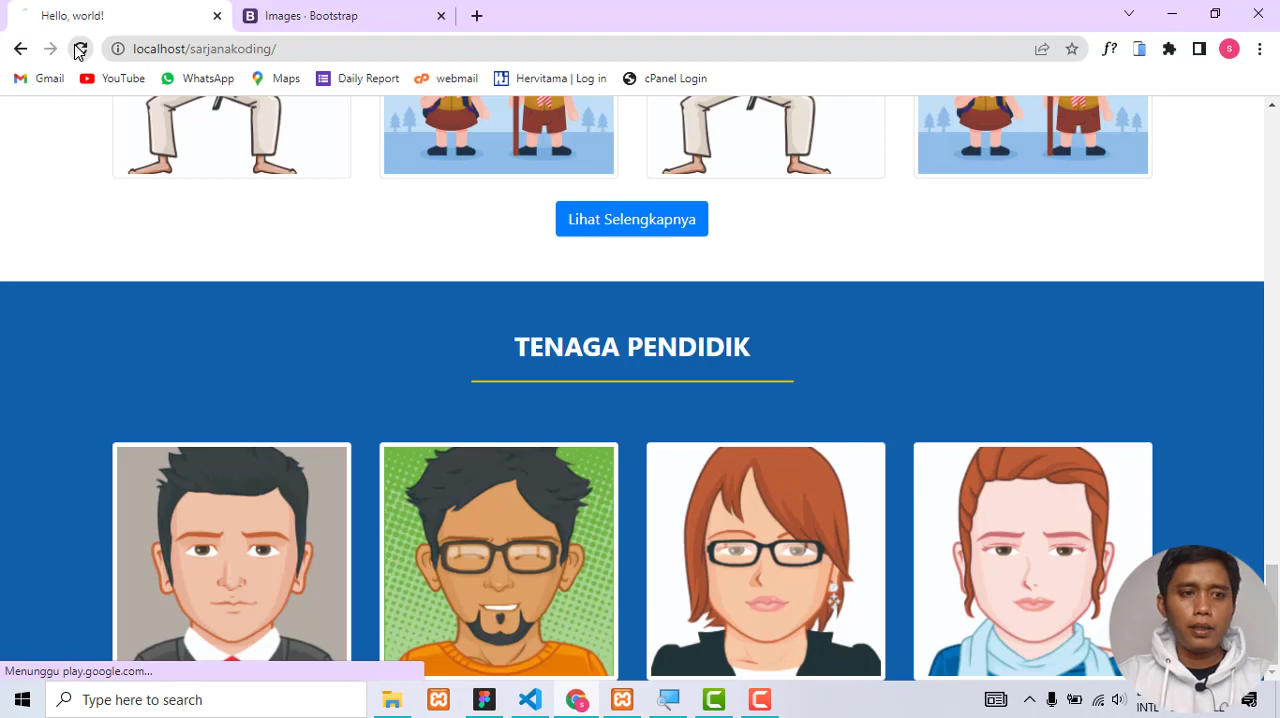 Hello, world!
Images · Bootstrap
localhost/sarjanakoding/
f?
S
Gmail
YouTube
WhatsApp
Maps
Daily Report
cP webmail
Hervitama | Log in
cPanel Login
Lihat Selengkapnya
TENAGA PENDIDIK
Menunggu play.google.com...
Type here to search